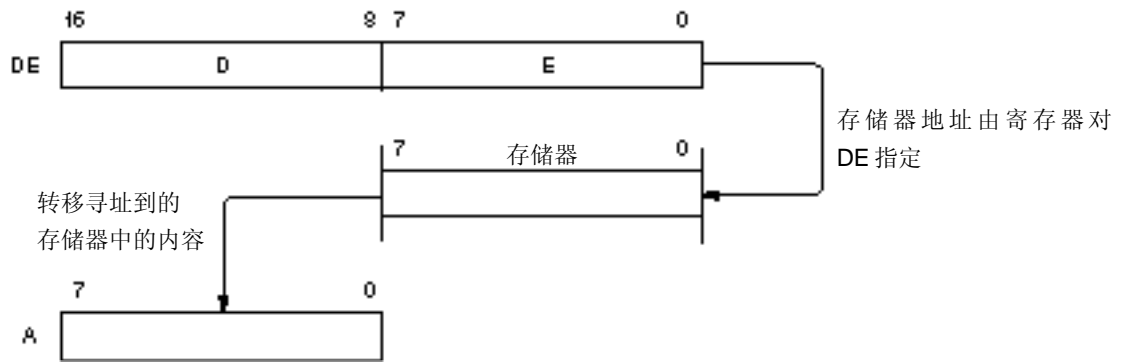 16 8 7 0
DE D E
存储器地址由寄存器对
DE 指定
7 存储器 0
转移寻址到的
存储器中的内容
7 0
A